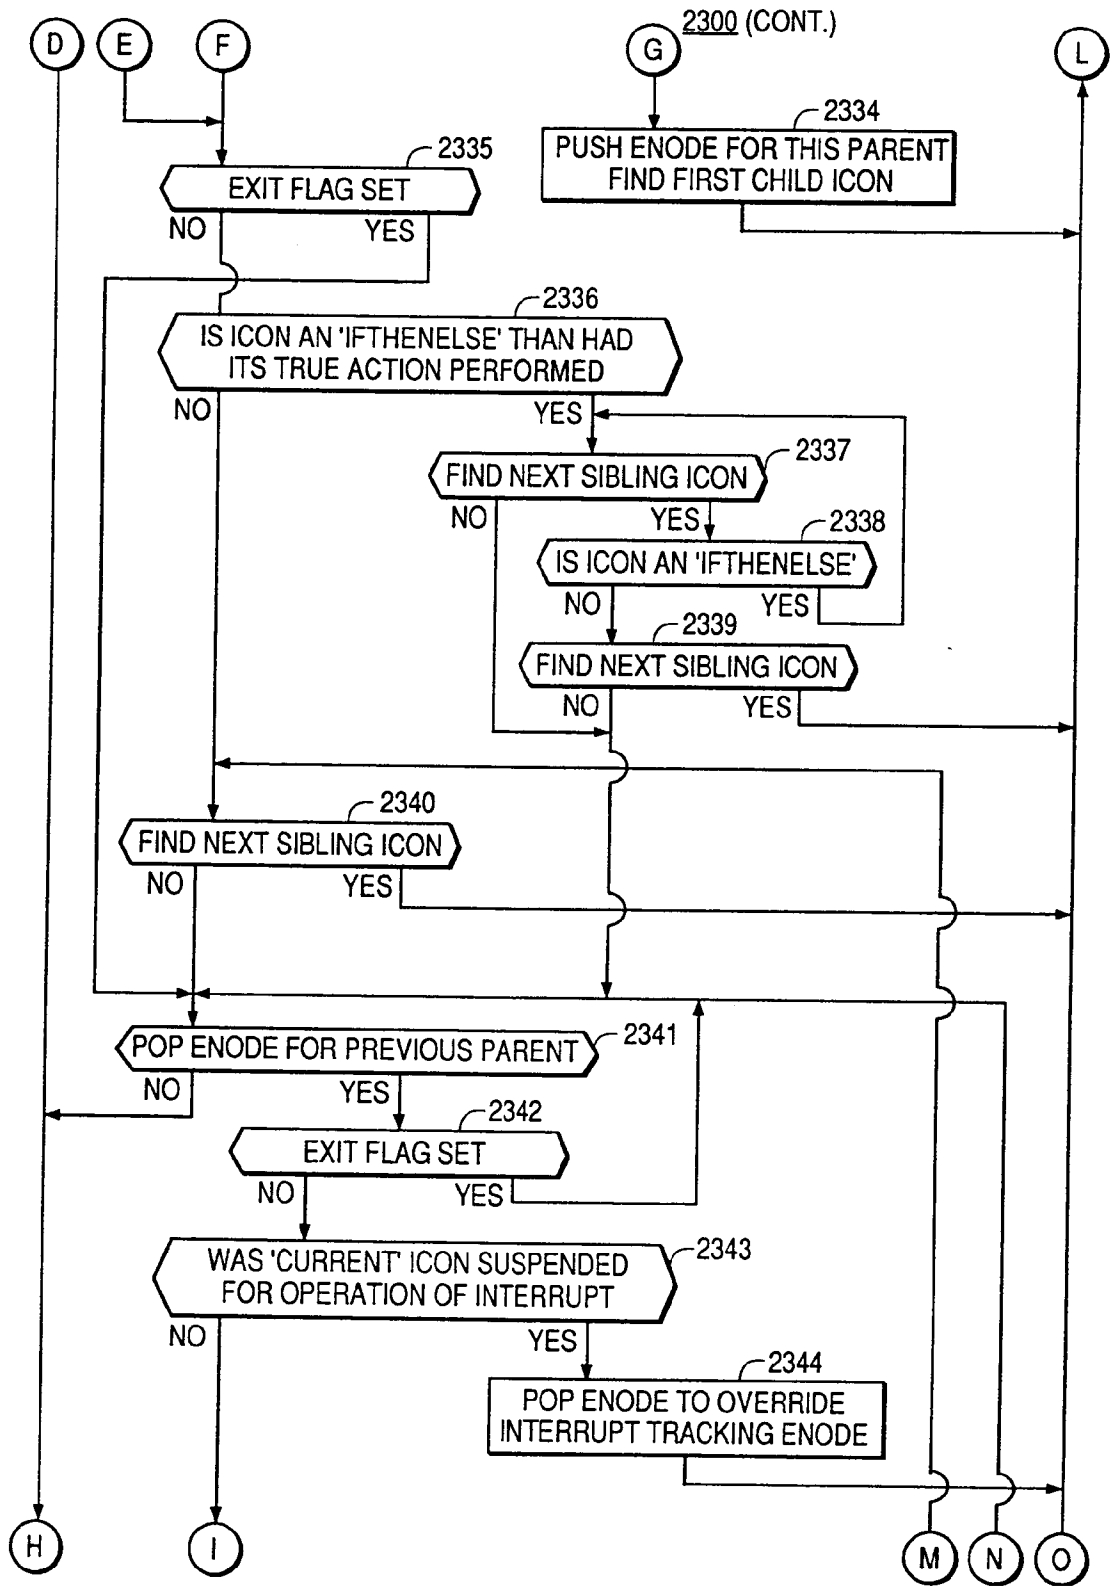 2300 (CONT.)
D
E
F
G
L
2334
PUSH ENODE FOR THIS PARENT
FIND FIRST CHILD ICON
2335
EXIT FLAG SET
NO
YES
2336
IS ICON AN 'IFTHENELSE' THAN HAD
ITS TRUE ACTION PERFORMED
NO
YES
2337
FIND NEXT SIBLING ICON
NO
YES
2338
IS ICON AN 'IFTHENELSE'
NO
YES
2339
FIND NEXT SIBLING ICON
NO
YES
2340
FIND NEXT SIBLING ICON
NO
YES
2341
POP ENODE FOR PREVIOUS PARENT
NO
YES
2342
EXIT FLAG SET
NO
YES
2343
WAS 'CURRENT' ICON SUSPENDED
FOR OPERATION OF INTERRUPT
NO
YES
2344
POP ENODE TO OVERRIDE
INTERRUPT TRACKING ENODE
H
I
M
N
O